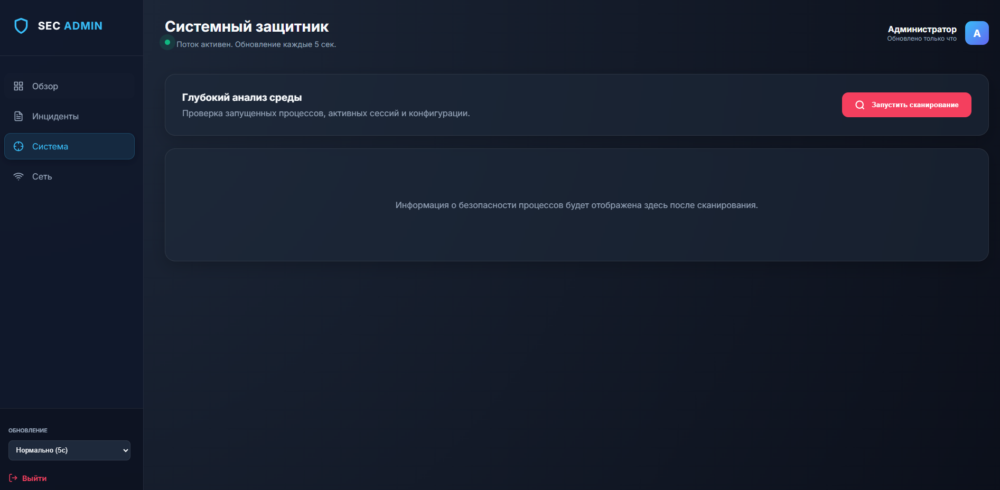 SEC ADMIN
Обзор
Инциденты
Система
Сеть
ОБНОВЛЕНИЕ
Нормально (5с)
Выйти
Системный защитник
Поток активен. Обновление каждые 5 сек.
Администратор
Обновлено только что
A
Глубокий анализ среды
Проверка запущенных процессов, активных сессий и конфигурации.
Запустить сканирование
Информация о безопасности процессов будет отображена здесь после сканирования.